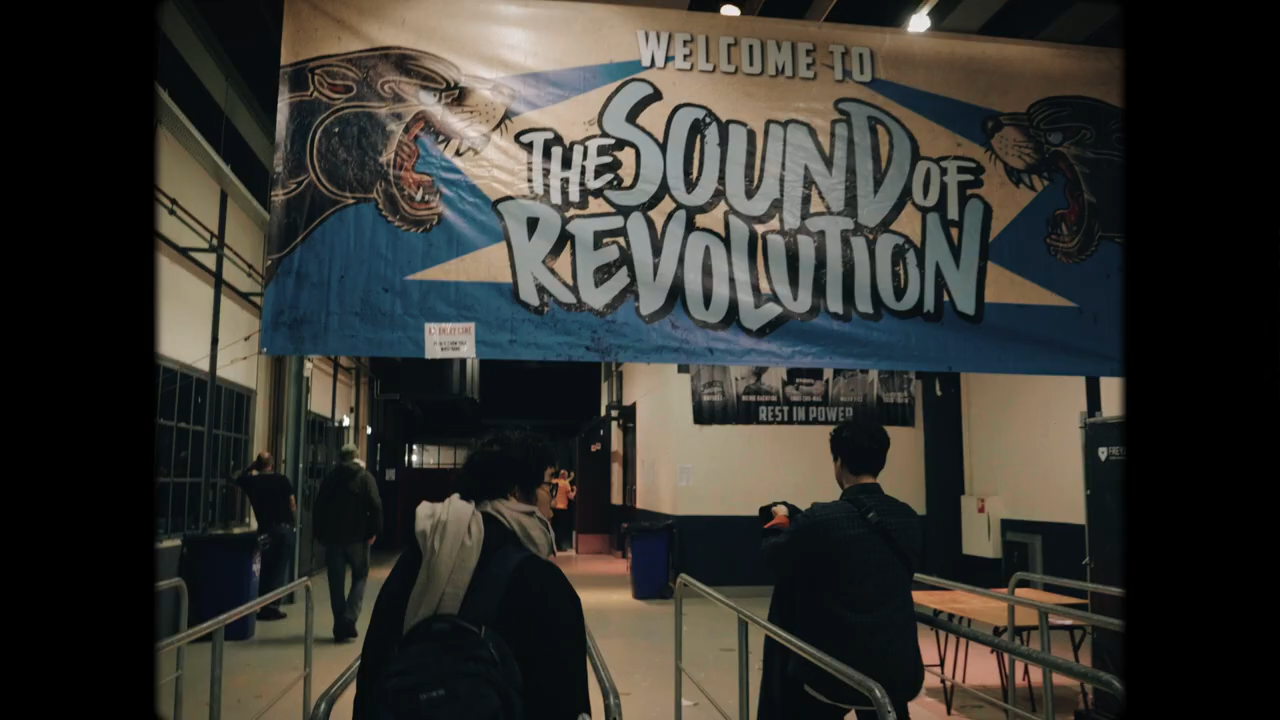 WELCOME TO
THE SOUND OF
REVOLUTION
REST IN POWER